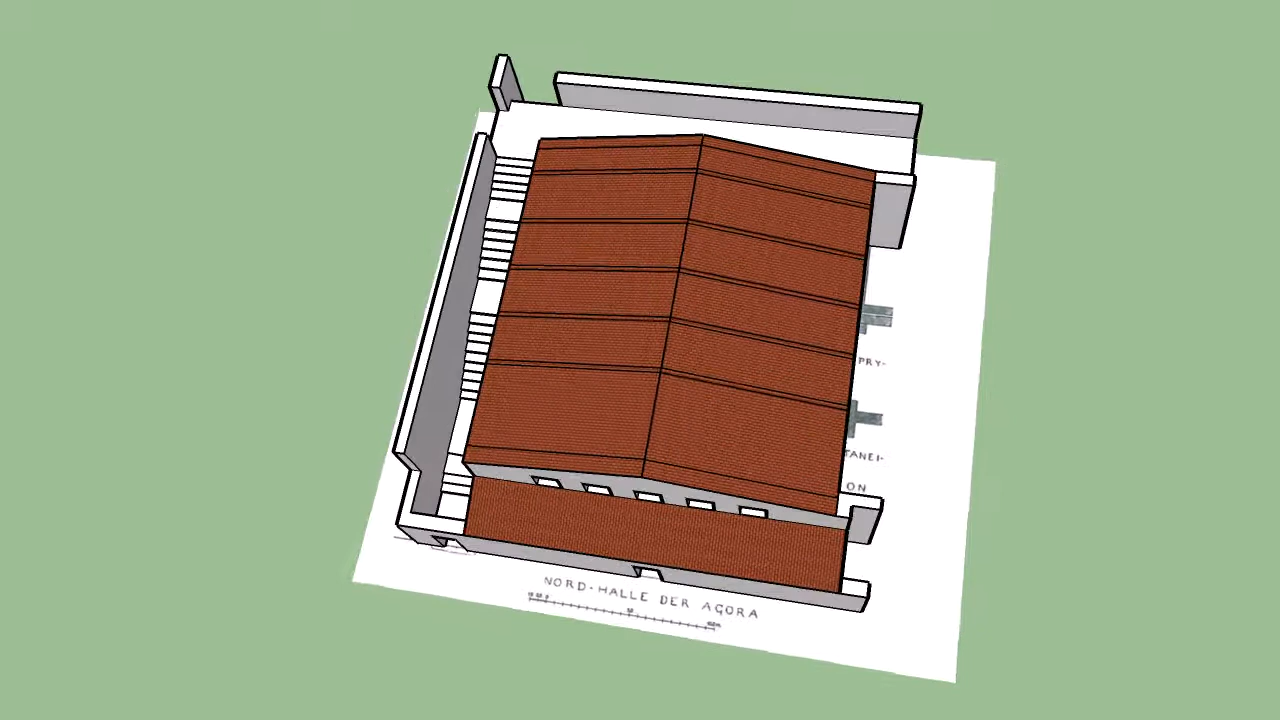 PRY-
TANEI-
ON
NORD-HALLE DER AGORA